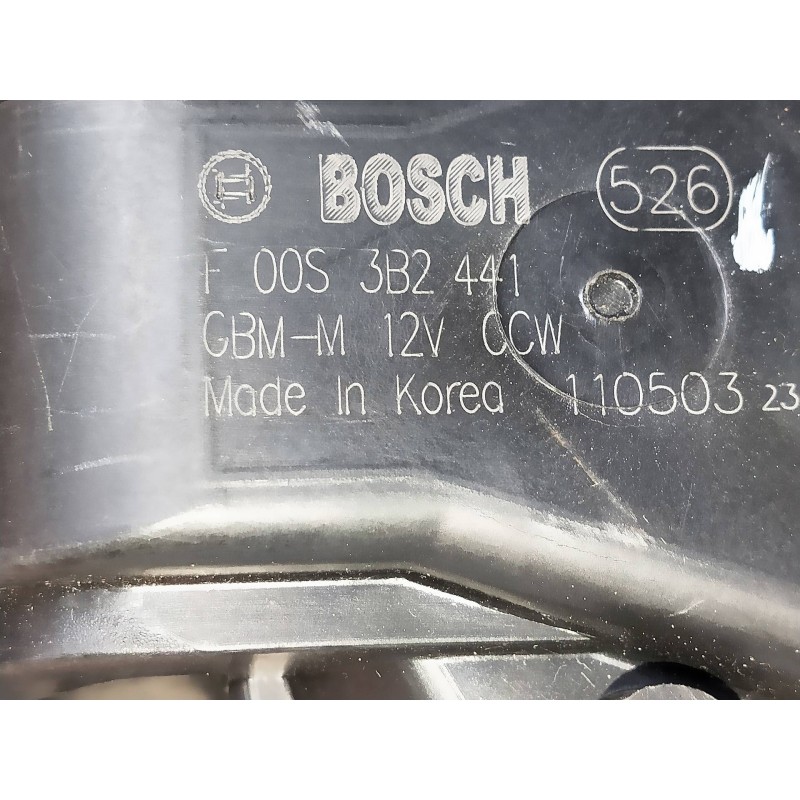 BOSCH 526
F 00S 3B2 441
GBM-M 12V CCW
Made In Korea 110503 23